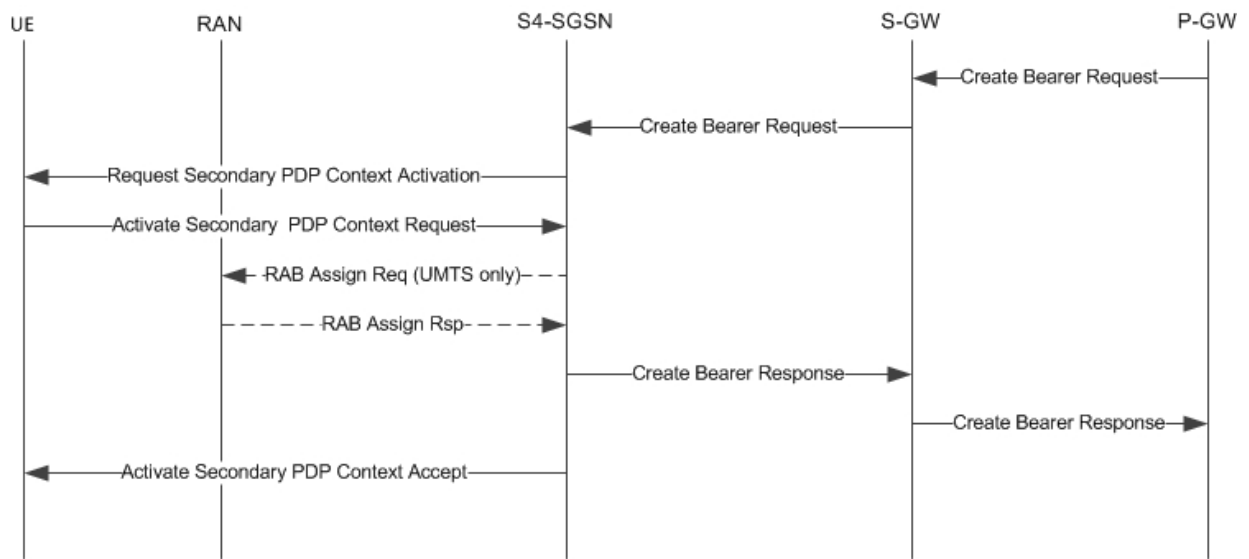 UE
RAN
S4-SGSN
S-GW
P-GW
Create Bearer Request
Create Bearer Request
Request Secondary PDP Context Activation
Activate Secondary PDP Context Request
RAB Assign Req (UMTS only)
RAB Assign Rsp
Create Bearer Response
Create Bearer Response
Activate Secondary PDP Context Accept